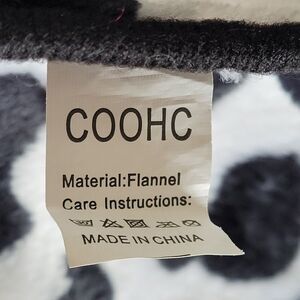 COOHC
Material:Flannel
Care Instructions:
MADE IN CHINA